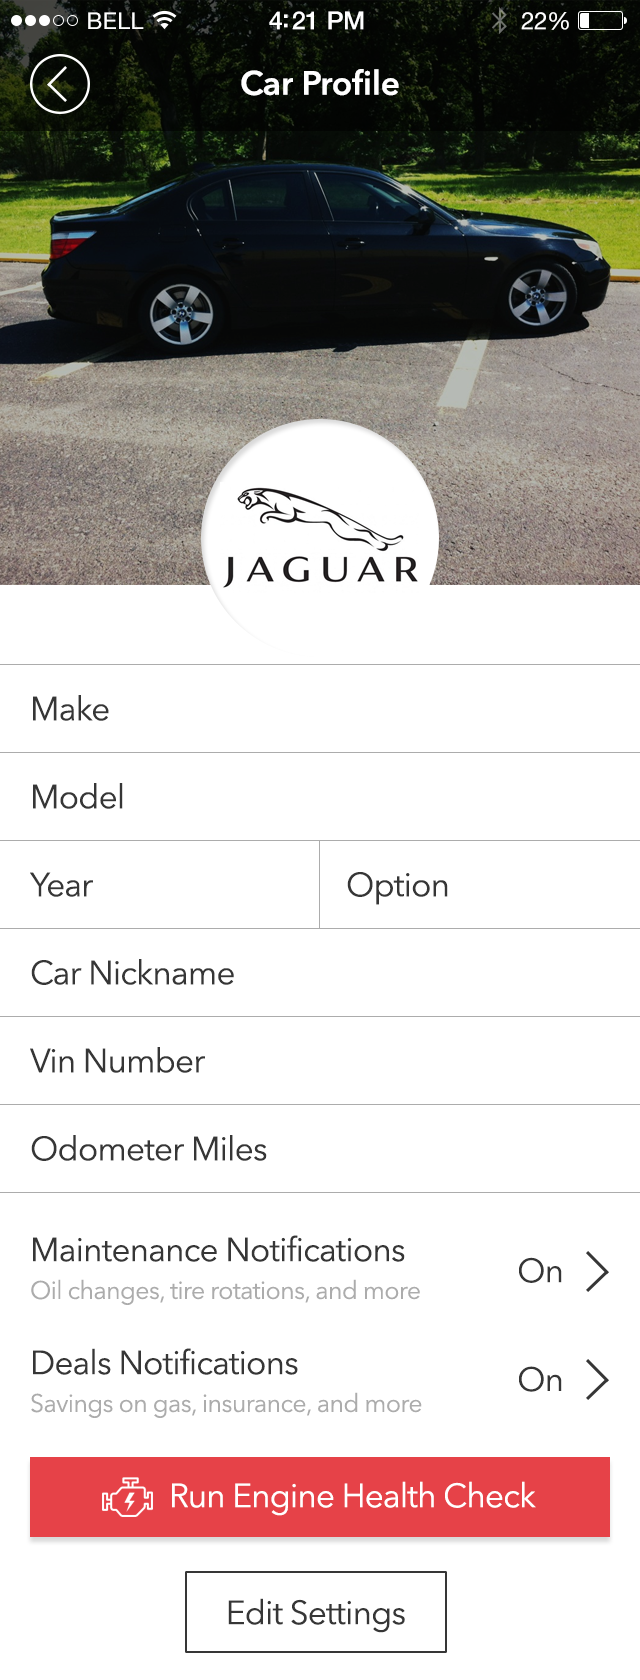 BELL 4:21 PM 22%
Car Profile
JAGUAR
Make
Model
Year Option
Car Nickname
Vin Number
Odometer Miles
Maintenance Notifications
Oil changes, tire rotations, and more
On
Deals Notifications
Savings on gas, insurance, and more
On
Run Engine Health Check
Edit Settings